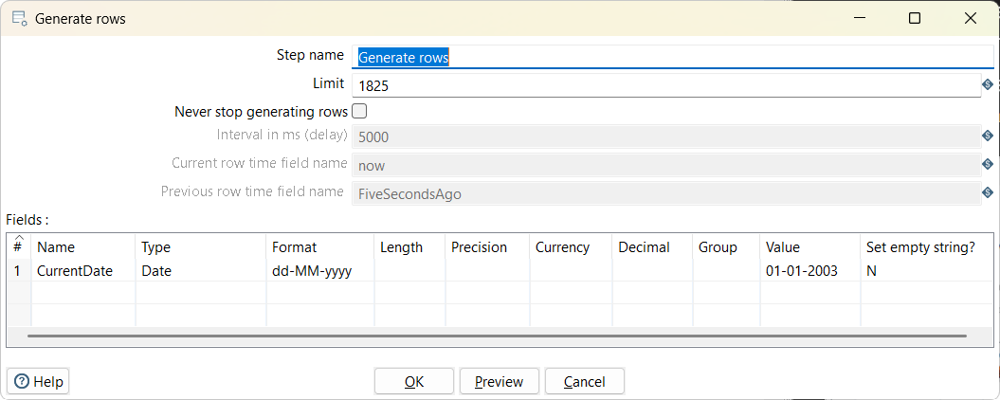 Generate rows
Step name Generate rows
Limit 1825
Never stop generating rows
Interval in ms (delay) 5000
Current row time field name now
Previous row time field name FiveSecondsAgo
Fields :
# Name Type Format Length Precision Currency Decimal Group Value Set empty string?
1 CurrentDate Date dd-MM-yyyy 01-01-2003 N
Help OK Preview Cancel